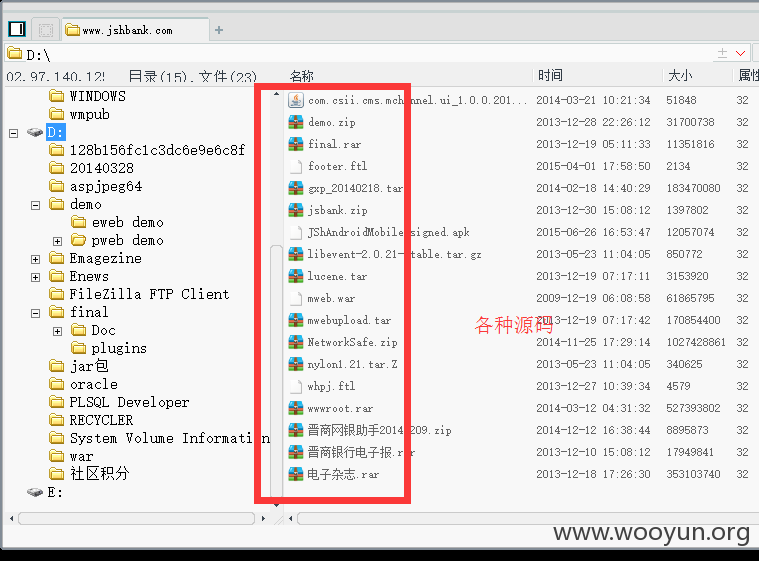 www.jshbank.com
D:\
02.97.140.125 目录(15),文件(23)
名称 时间 大小 属性
WINDOWS
wmpub
D:
128b156fc1c3dc6e9e6c8f
20140328
aspjpeg64
demo
eweb demo
pweb demo
Emagezine
Enews
FileZilla FTP Client
final
Doc
plugins
jar包
oracle
PLSQL Developer
RECYCLER
System Volume Information
war
社区积分
E:
com.csii.cms.mchannel.ui_1.0.0.201... 2014-03-21 10:21:34 51848 32
demo.zip 2013-12-28 22:26:12 31700738 32
final.rar 2013-12-19 05:11:33 11351816 32
footer.ftl 2015-04-01 17:58:50 2134 32
gxp_20140218.tar 2014-02-18 14:40:29 183470080 32
jsbank.zip 2013-12-30 15:08:12 1397802 32
JShAndroidMobile signed.apk 2015-06-26 16:53:47 12057074 32
libevent-2.0.21-stable.tar.gz 2013-05-23 11:04:05 850772 32
lucene.tar 2013-12-19 07:17:11 3153920 32
mweb.war 2009-12-19 06:08:58 61865795 32
mwebupload.tar 2013-12-19 07:17:42 170854400 32
NetworkSafe.zip 2014-11-25 17:29:14 1027428861 32
nylon1.21.tar.Z 2013-05-23 11:04:05 340625 32
whpj.ftl 2013-12-27 10:39:34 4579 32
wwwroot.rar 2014-03-12 04:31:32 527393802 32
晋商网银助手20141209.zip 2014-12-12 16:38:44 8895873 32
晋商银行电子报.rar 2013-12-10 15:08:12 17949841 32
电子杂志.rar 2013-12-18 17:26:30 353103740 32
各种源码
www.wooyun.org